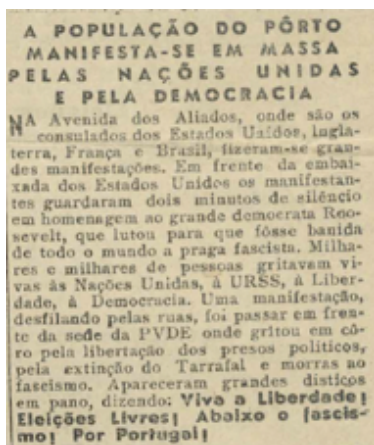 A POPULAÇÃO DO PÔRTO
MANIFESTA-SE EM MASSA
PELAS NAÇÕES UNIDAS
E PELA DEMOCRACIA
NA Avenida dos Aliados, onde são os
consulados dos Estados Unidos, Ingla-
terra, França e Brasil, fizeram-se gran-
des manifestações. Em frente da embai-
xada dos Estados Unidos os manifestan-
tes guardaram dois minutos de silêncio
em homenagem ao grande democrata Roo-
sevelt, que lutou para que fôsse banida
de todo o mundo a praga fascista. Milha-
res e milhares de pessoas gritavam vi-
vas às Nações Unidas, à URSS, à Liber-
dade, à Democracia. Uma manifestação,
desfilando pelas ruas, foi passar em fren-
te da sede da PVDE onde gritou em cô-
ro pela libertação dos presos politicos,
pela extinção do Tarrafal e morras ao
fascismo. Apareceram grandes disticos
em pano, dizendo: Viva a Liberdade!
Eleições Livres! Abaixo o fascis-
mo! Por Portugal!